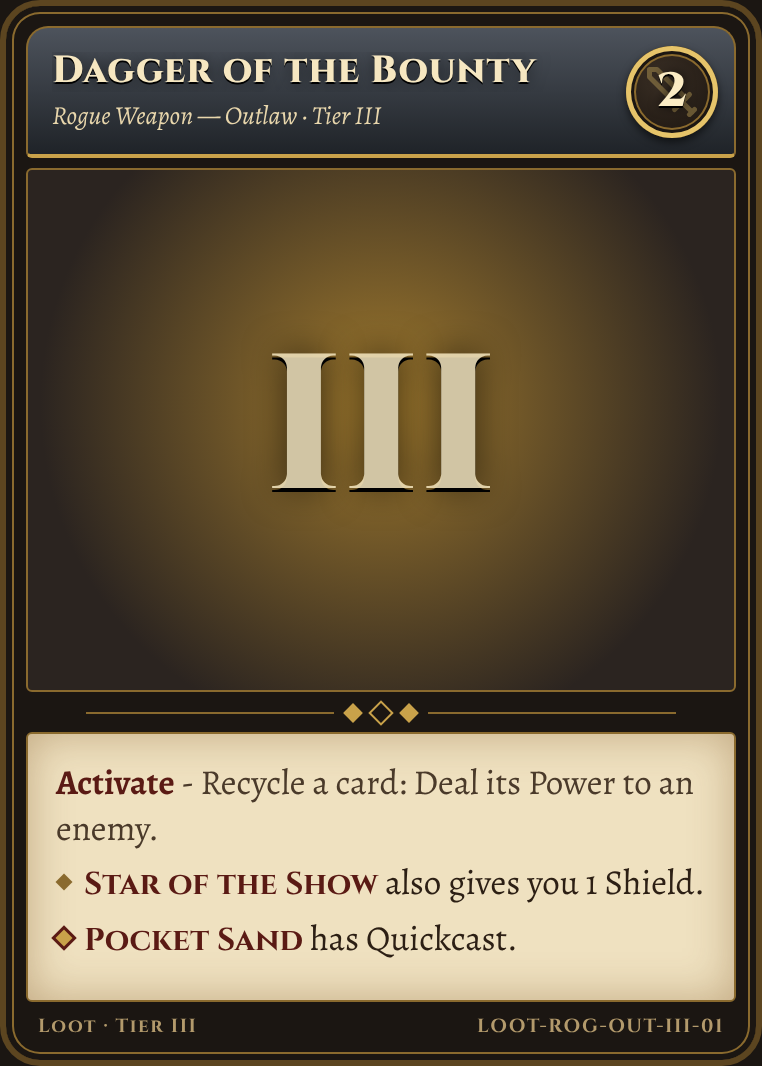 Dagger of the Bounty
2
Rogue Weapon — Outlaw · Tier III
III
Activate - Recycle a card: Deal its Power to an
enemy.
Star of the Show also gives you 1 Shield.
Pocket Sand has Quickcast.
Loot · Tier III
LOOT-ROG-OUT-III-01